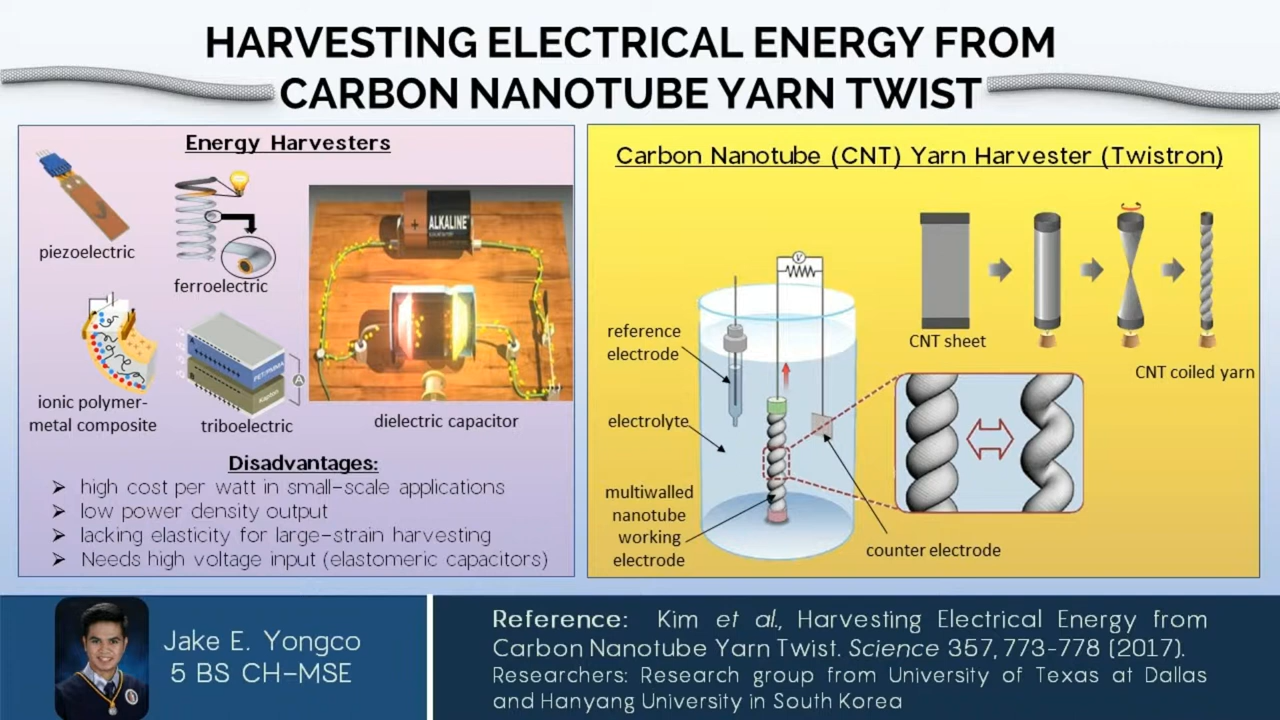 HARVESTING ELECTRICAL ENERGY FROM
CARBON NANOTUBE YARN TWIST
Energy Harvesters
piezoelectric
ferroelectric
ALKALINE
ionic polymer-
metal composite
PET/PMMA
Kapton
A
triboelectric
dielectric capacitor
Disadvantages:
➤ high cost per watt in small-scale applications
➤ low power density output
➤ lacking elasticity for large-strain harvesting
➤ Needs high voltage input (elastomeric capacitors)
Carbon Nanotube (CNT) Yarn Harvester (Twistron)
V
reference
electrode
electrolyte
multiwalled
nanotube
working
electrode
counter electrode
CNT sheet
CNT coiled yarn
Jake E. Yongco
5 BS CH-MSE
Reference: Kim et al., Harvesting Electrical Energy from
Carbon Nanotube Yarn Twist. Science 357, 773-778 (2017).
Researchers: Research group from University of Texas at Dallas
and Hanyang University in South Korea